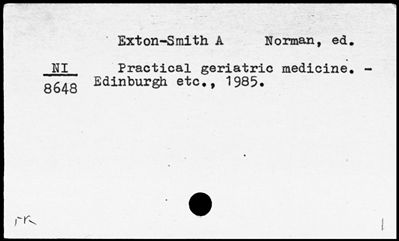 Exton-Smith A Norman, ed.
NI Practical geriatric medicine. -
8648 Edinburgh etc., 1985.